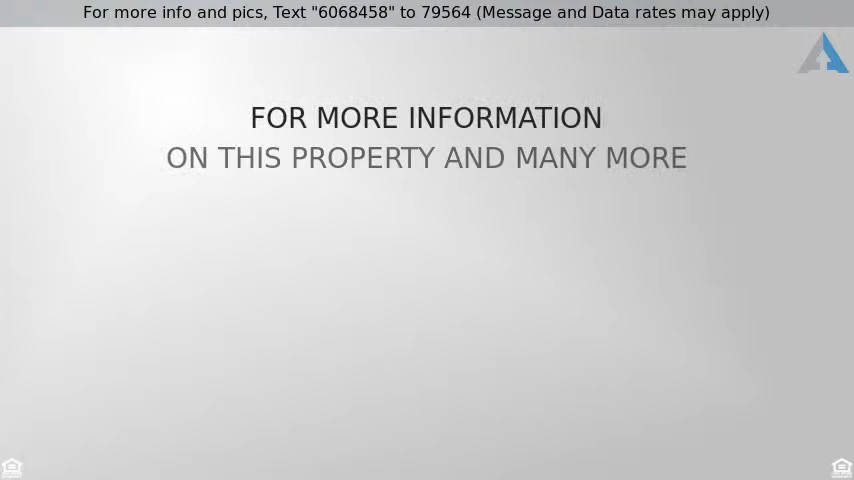 For more info and pics, Text "6068458" to 79564 (Message and Data rates may apply)
FOR MORE INFORMATION
ON THIS PROPERTY AND MANY MORE